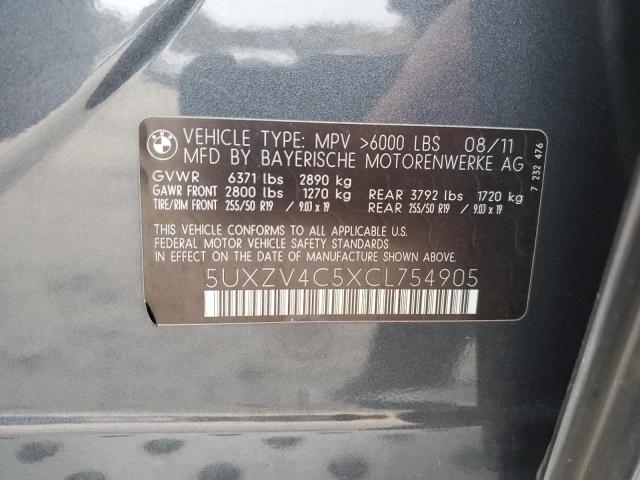 BMW
VEHICLE TYPE: MPV >6000 LBS 08/11
MFD BY BAYERISCHE MOTORENWERKE AG
GVWR 6371 lbs 2890 kg
GAWR FRONT 2800 lbs 1270 kg REAR 3792 lbs 1720 kg
TIRE/RIM FRONT 255/50 R19 / 9.0J x 19 REAR 255/50 R19 / 9.0J x 19
THIS VEHICLE CONFORMS TO ALL APPLICABLE U.S.
FEDERAL MOTOR VEHICLE SAFETY STANDARDS
IN EFFECT ON THE DATE OF MANUFACTURE SHOWN ABOVE.
5UXZV4C5XCL754905
7 232 476